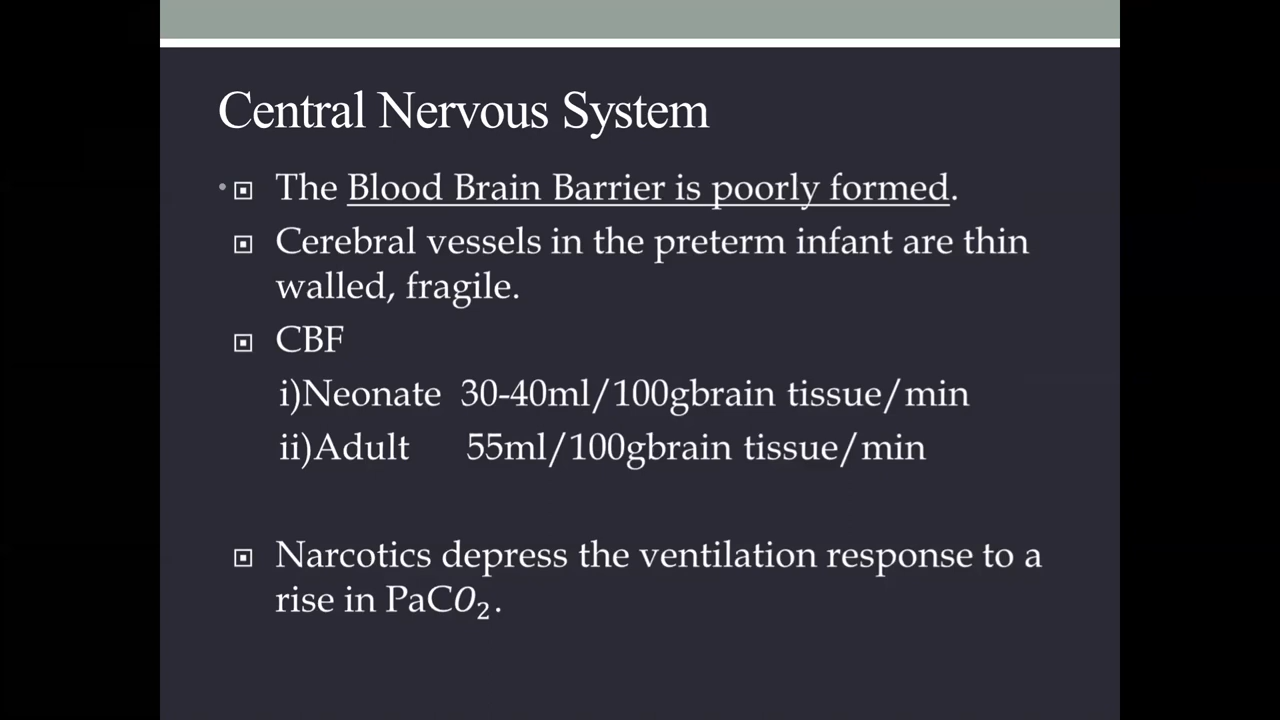 Central Nervous System
• ▣ The Blood Brain Barrier is poorly formed.
▣ Cerebral vessels in the preterm infant are thin
walled, fragile.
▣ CBF
i)Neonate 30-40ml/100gbrain tissue/min
ii)Adult 55ml/100gbrain tissue/min
▣ Narcotics depress the ventilation response to a
rise in PaC0₂.